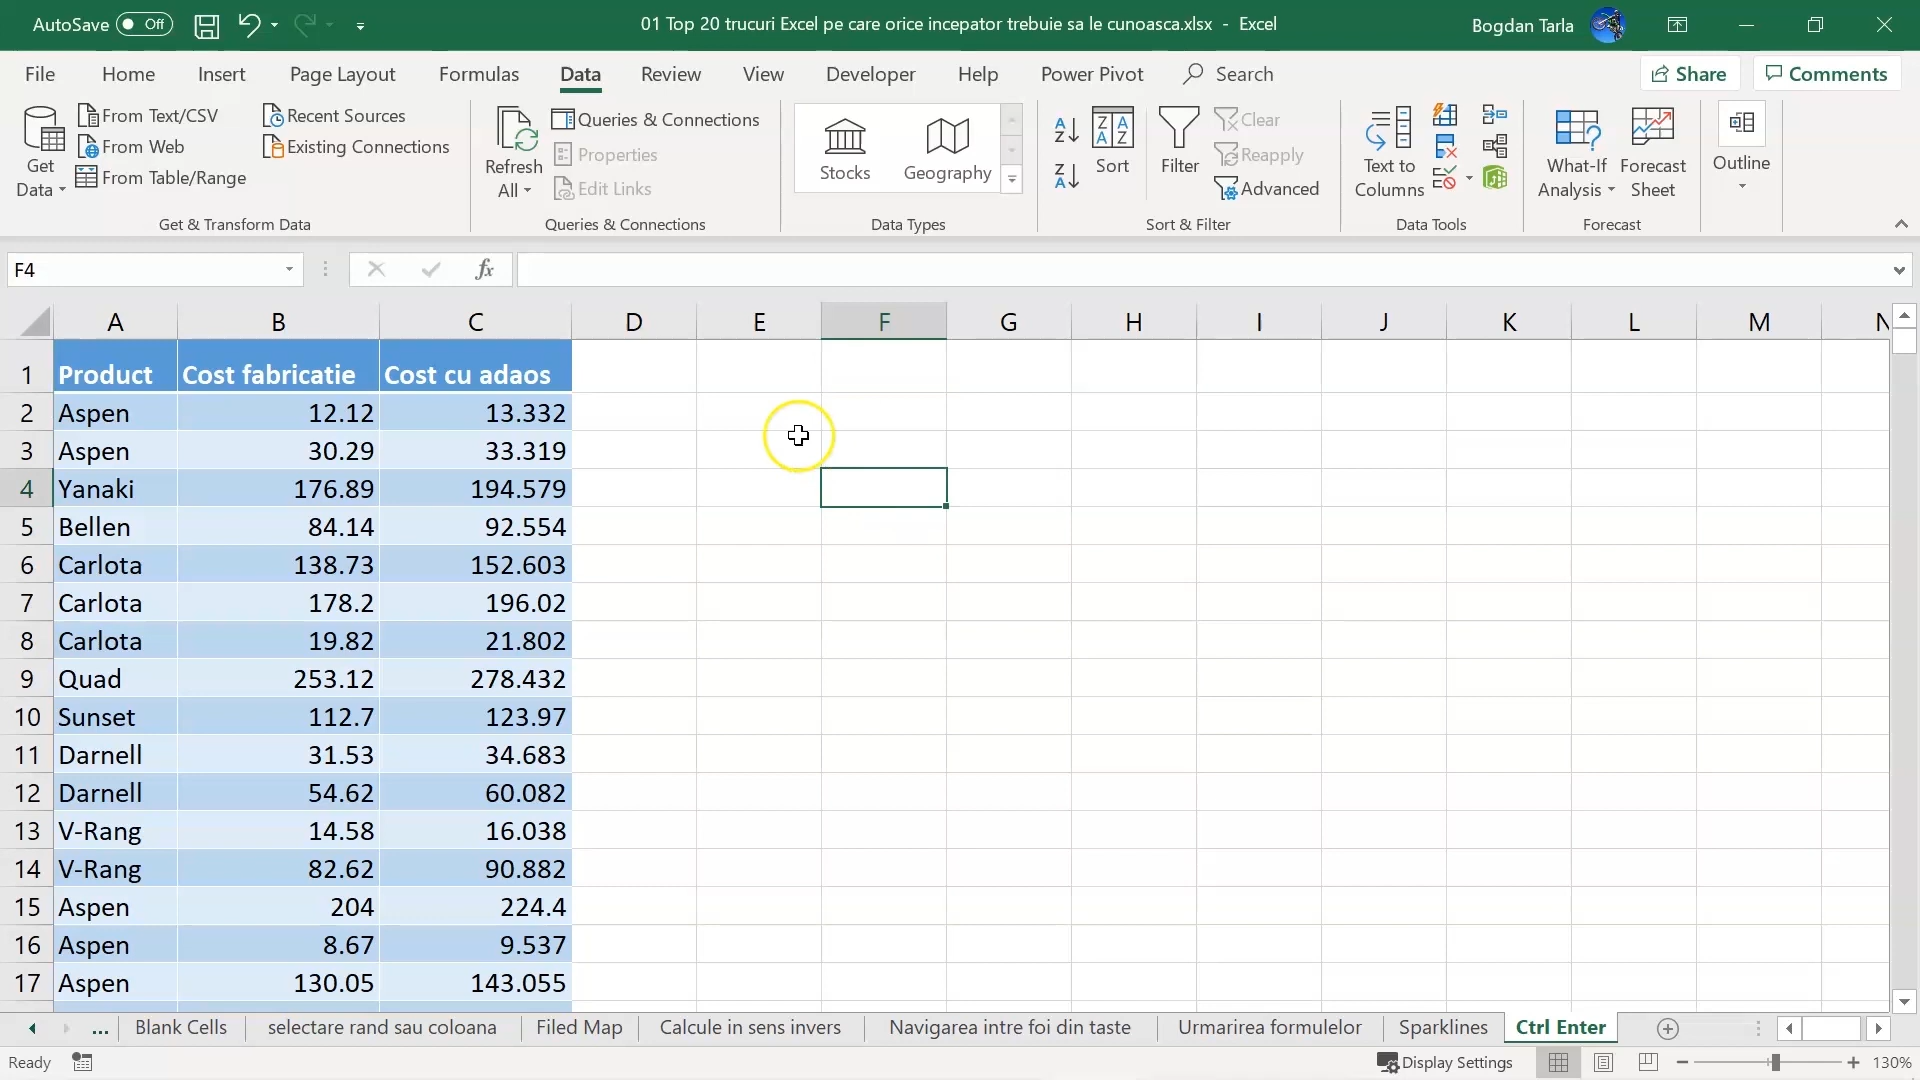 AutoSave Off 01 Top 20 trucuri Excel pe care orice incepator trebuie sa le cunoasca.xlsx - Excel Bogdan Tarla
File Home Insert Page Layout Formulas Data Review View Developer Help Power Pivot Search Share Comments
Get Data
From Text/CSV
From Web
From Table/Range
Recent Sources
Existing Connections
Get & Transform Data
Refresh All
Queries & Connections
Properties
Edit Links
Queries & Connections
Stocks
Geography
Data Types
Sort
Filter
Clear
Reapply
Advanced
Sort & Filter
Text to
Columns
Data Tools
What-If
Analysis
Forecast
Sheet
Forecast
Outline
F4 fx
A B C D E F G H I J K L M N
1 Product Cost fabricatie Cost cu adaos
2 Aspen 12.12 13.332
3 Aspen 30.29 33.319
4 Yanaki 176.89 194.579
5 Bellen 84.14 92.554
6 Carlota 138.73 152.603
7 Carlota 178.2 196.02
8 Carlota 19.82 21.802
9 Quad 253.12 278.432
10 Sunset 112.7 123.97
11 Darnell 31.53 34.683
12 Darnell 54.62 60.082
13 V-Rang 14.58 16.038
14 V-Rang 82.62 90.882
15 Aspen 204 224.4
16 Aspen 8.67 9.537
17 Aspen 130.05 143.055
... Blank Cells selectare rand sau coloana Filed Map Calcule in sens invers Navigarea intre foi din taste Urmarirea formulelor Sparklines Ctrl Enter
Ready Display Settings 130%